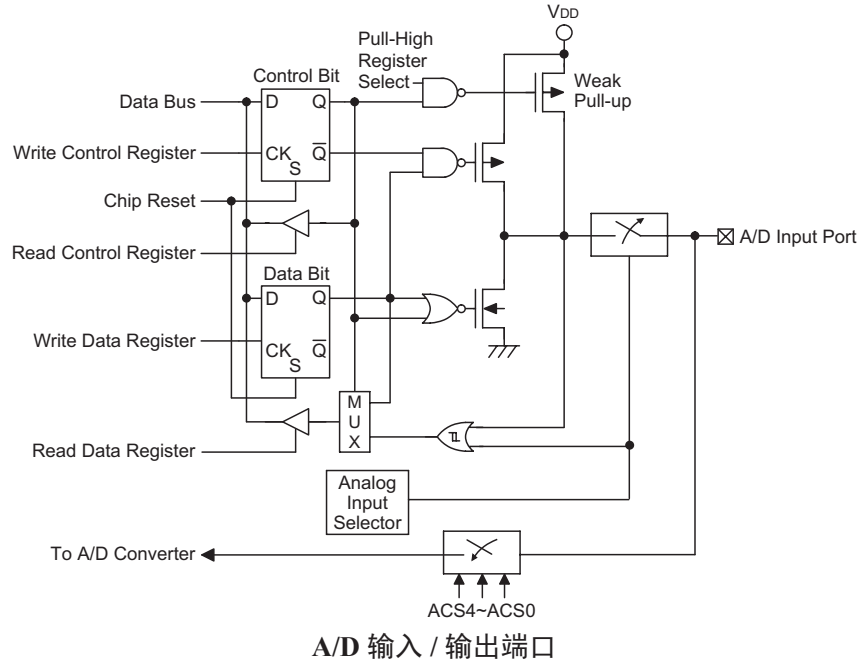 VDD
Pull-High
Register
Select
Weak
Pull-up
Control Bit
Data Bus
D
Q
Write Control Register
CK
Q̅
S
Chip Reset
Read Control Register
A/D Input Port
Data Bit
D
Q
Write Data Register
CK
Q̅
S
M
U
X
Read Data Register
Analog
Input
Selector
To A/D Converter
ACS4~ACS0
A/D 输入 / 输出端口